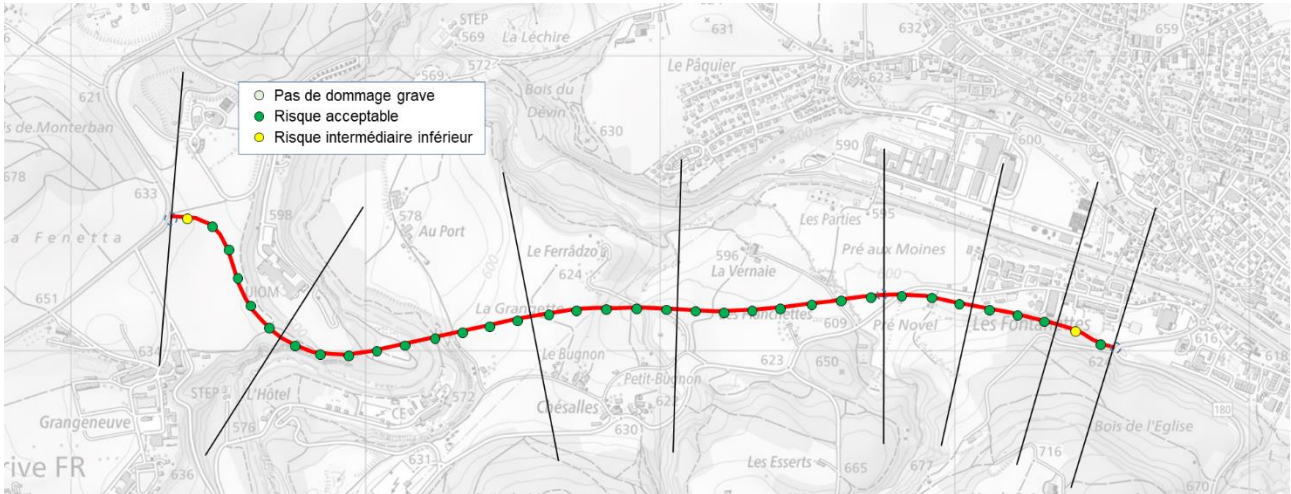 STEP
569
La Léchire
572
569
631
632
659
Le Pâquier
623
621
Bois du
Dévin
630
Pas de dommage grave
Risque acceptable
Risque intermédiaire inférieur
is de Monterban
678
590
600
633
598
578
Au Port
Les Parties
595
Pré aux Moines
a Fenetta
600
Le Ferrâdzo
624
596
La Vernaie
600
651
UIOM
La Grangette
609
Pré Novel
Les Fontanettes
616
618
634
Le Bugnon
623
650
624
STEP
L'Hôtel
CE
572
Petit-Bugnon
Chésalles
180
Grangeneuve
576
630
Bois de l'Eglise
631
Les Esserts
665
677
716
rive FR
636
670